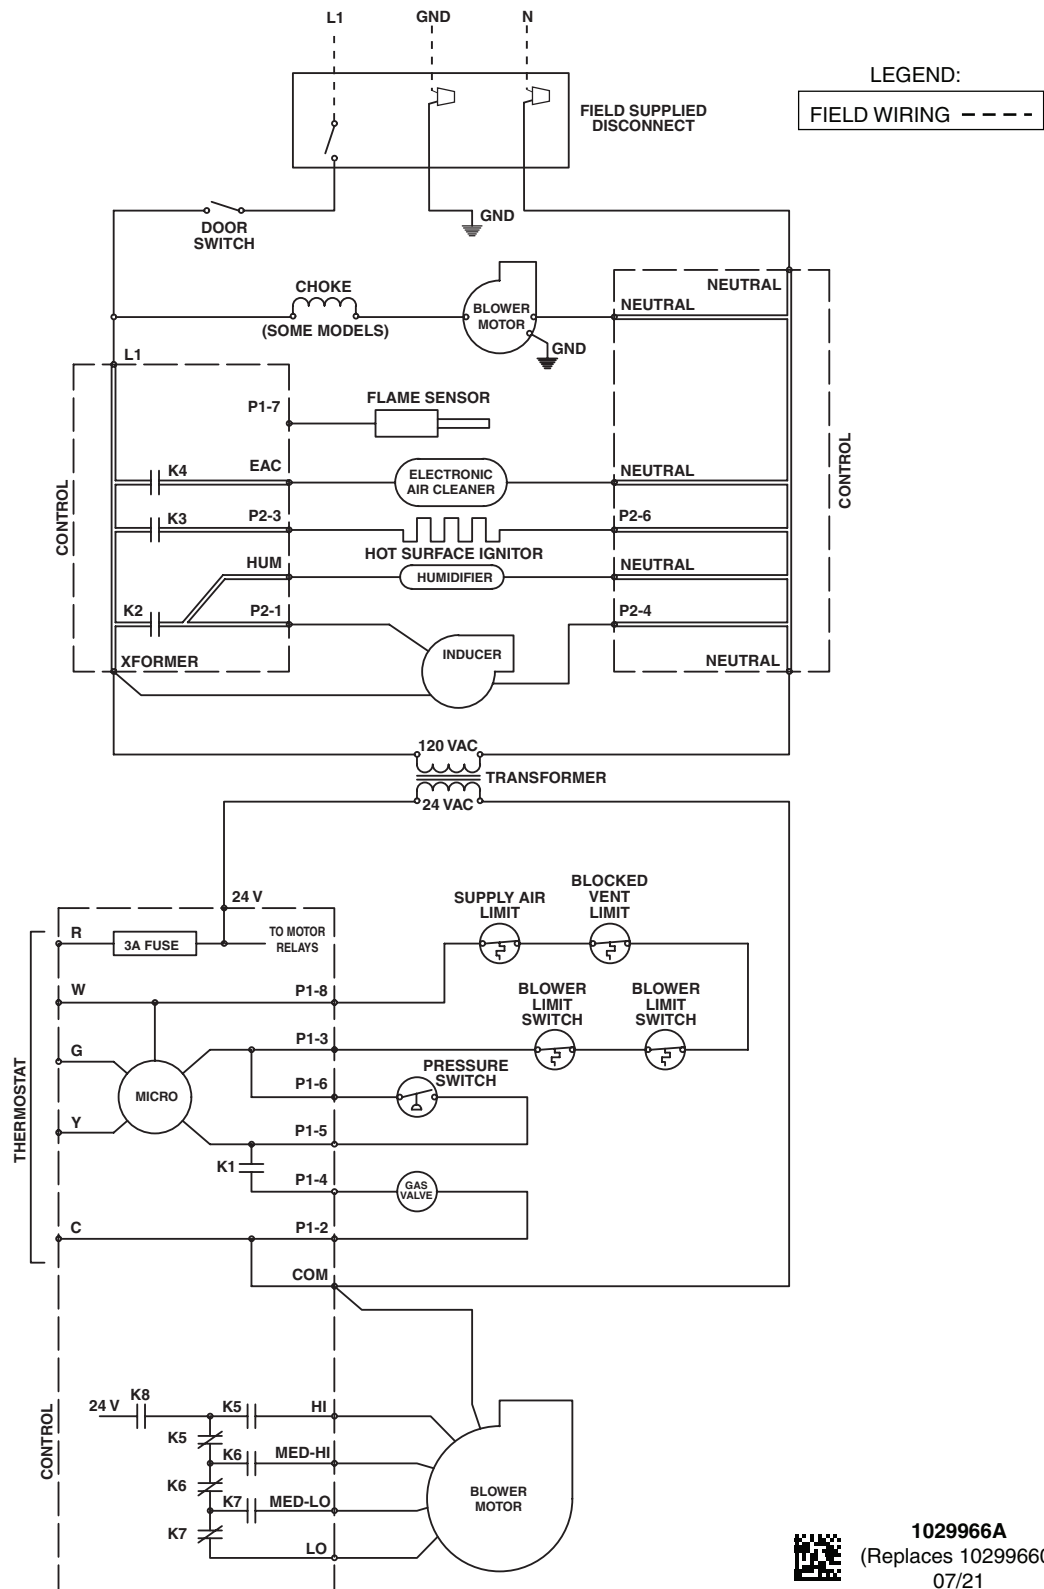 L1 GND N
LEGEND:
FIELD WIRING
FIELD SUPPLIED
DISCONNECT
GND
DOOR
SWITCH
CHOKE
(SOME MODELS)
BLOWER
MOTOR
GND
NEUTRAL
NEUTRAL
L1
P1-7
FLAME SENSOR
CONTROL
CONTROL
K4
EAC
ELECTRONIC
AIR CLEANER
NEUTRAL
K3
P2-3
HOT SURFACE IGNITOR
P2-6
HUM
HUMIDIFIER
NEUTRAL
K2
P2-1
INDUCER
P2-4
XFORMER
NEUTRAL
120 VAC
TRANSFORMER
24 VAC
24 V
R
3A FUSE
TO MOTOR
RELAYS
SUPPLY AIR
LIMIT
BLOCKED
VENT
LIMIT
W
P1-8
BLOWER
LIMIT
SWITCH
BLOWER
LIMIT
SWITCH
THERMOSTAT
G
P1-3
MICRO
P1-6
PRESSURE
SWITCH
Y
P1-5
K1
P1-4
GAS
VALVE
C
P1-2
COM
CONTROL
24 V
K8
K5
HI
K5
K6
MED-HI
K6
K7
MED-LO
K7
LO
BLOWER
MOTOR
1029966A
(Replaces 10299660
07/21